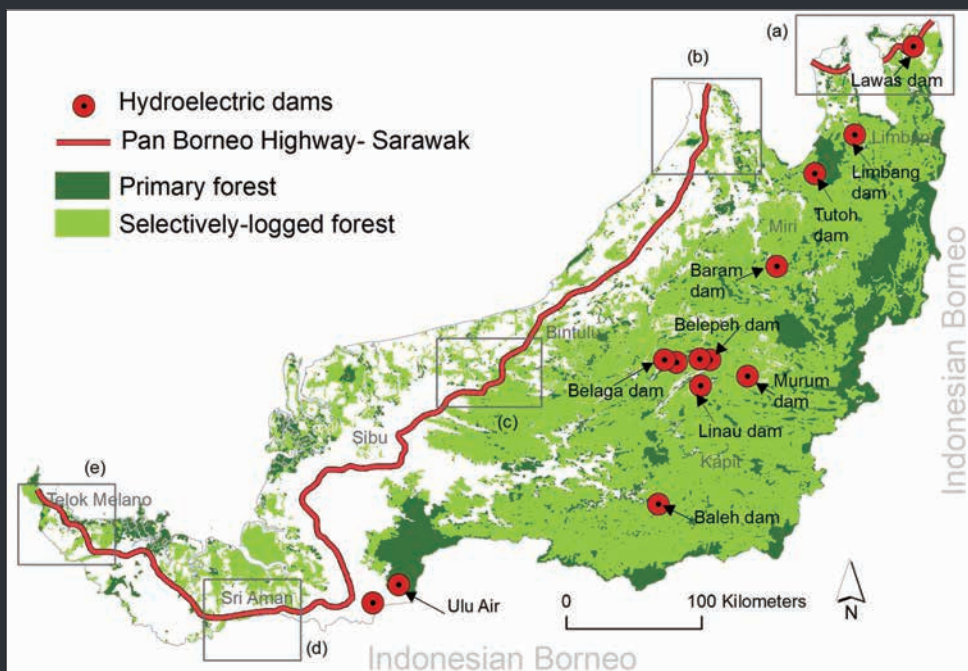 Hydroelectric dams
Pan Borneo Highway- Sarawak
Primary forest
Selectively-logged forest
(a)
Lawas dam
(b)
Limbang
Limbang
dam
Tutoh
dam
Miri
Baram
dam
Bintulu
Belepeh dam
Belaga dam
Murum
dam
Linau dam
(c)
Sibu
Kapit
(e)
Telok Melano
Baleh dam
Sri Aman
Ulu Air
(d)
0
100 Kilometers
N
Indonesian Borneo
Indonesian Borneo